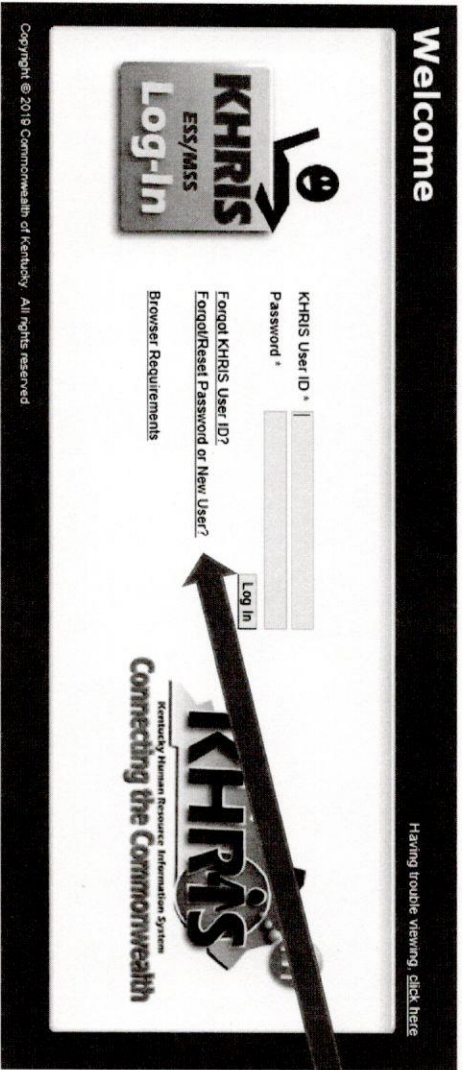 Welcome
Having trouble viewing, click here
KHRIS
ESS/MSS
Log-In
KHRIS User ID *
Password *
Log In
Forgot KHRIS User ID?
Forgot/Reset Password or New User?
Browser Requirements
KHRIS
Kentucky Human Resource Information System
Connecting the Commonwealth
Copyright © 2019 Commonwealth of Kentucky. All rights reserved